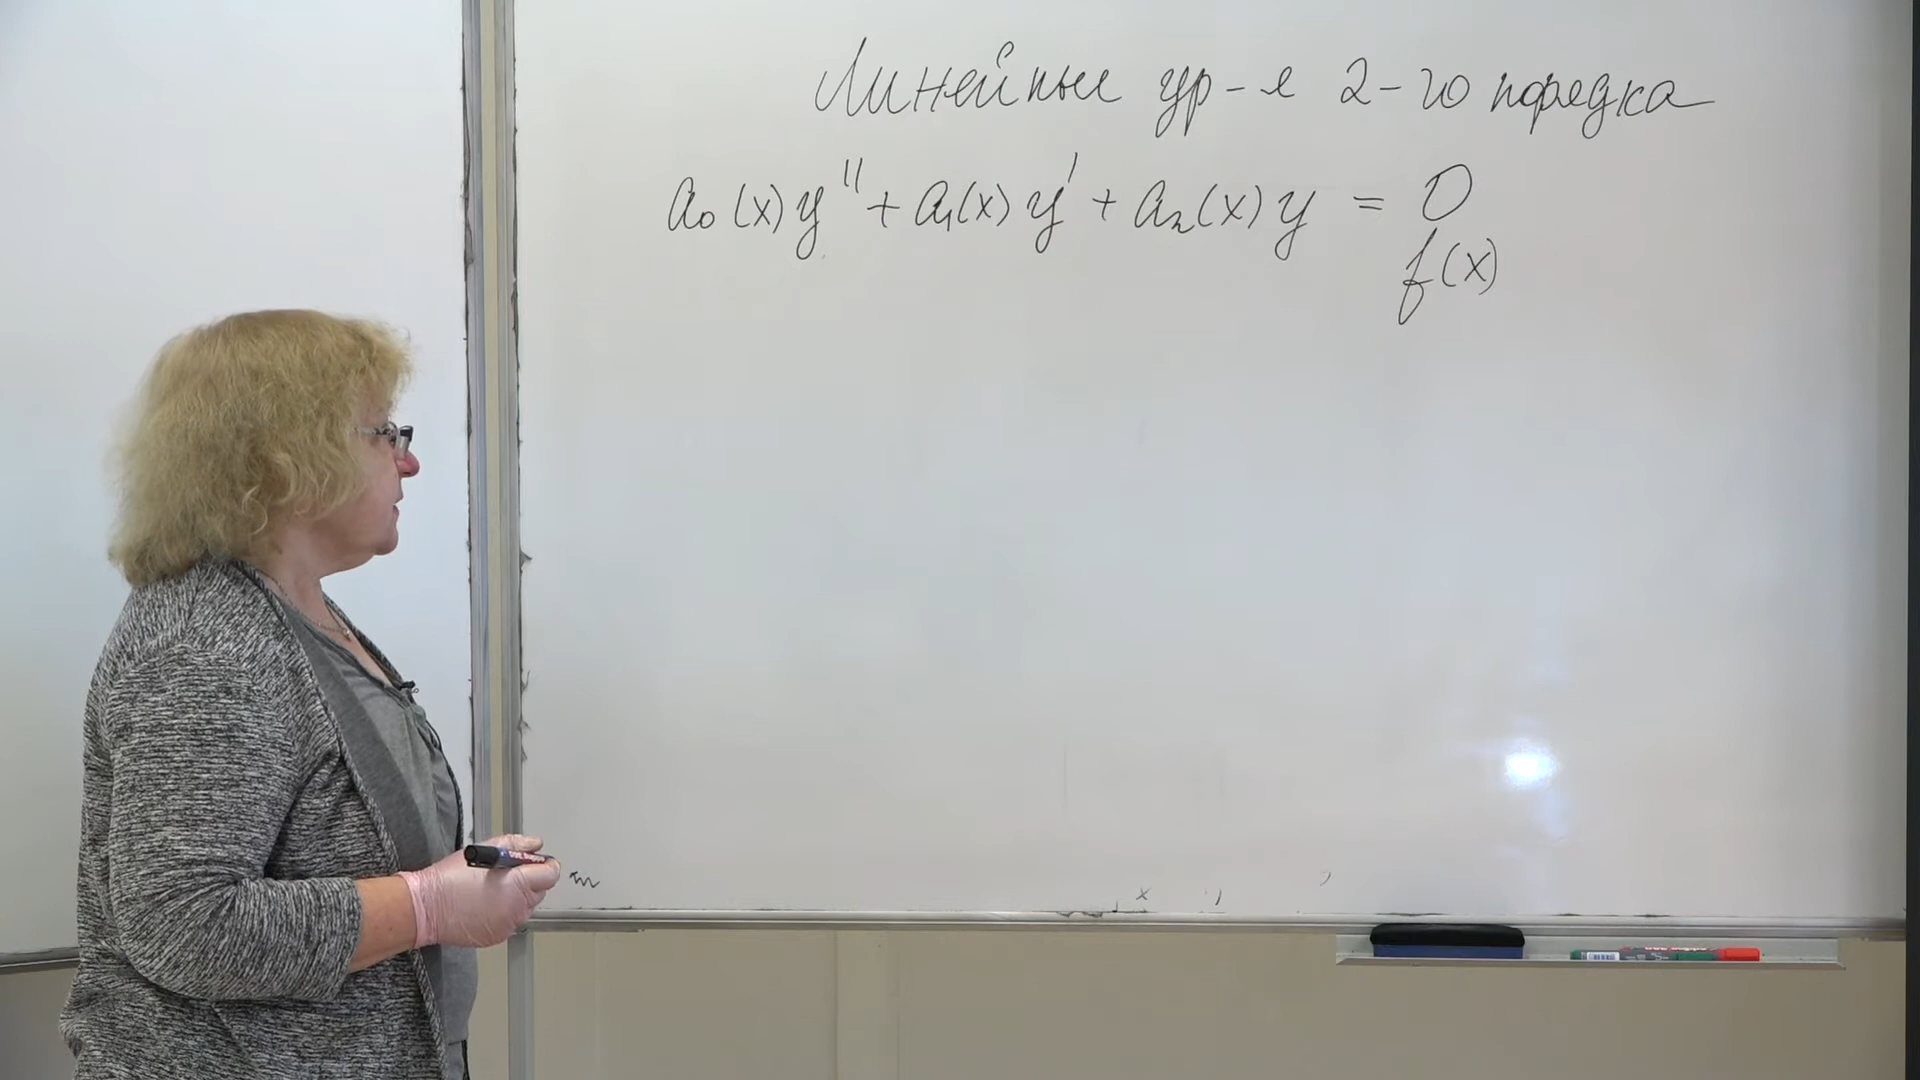 Линейные ур-я 2-го порядка
a₀(x)y'' + a₁(x)y' + a₂(x)y = 0
f(x)